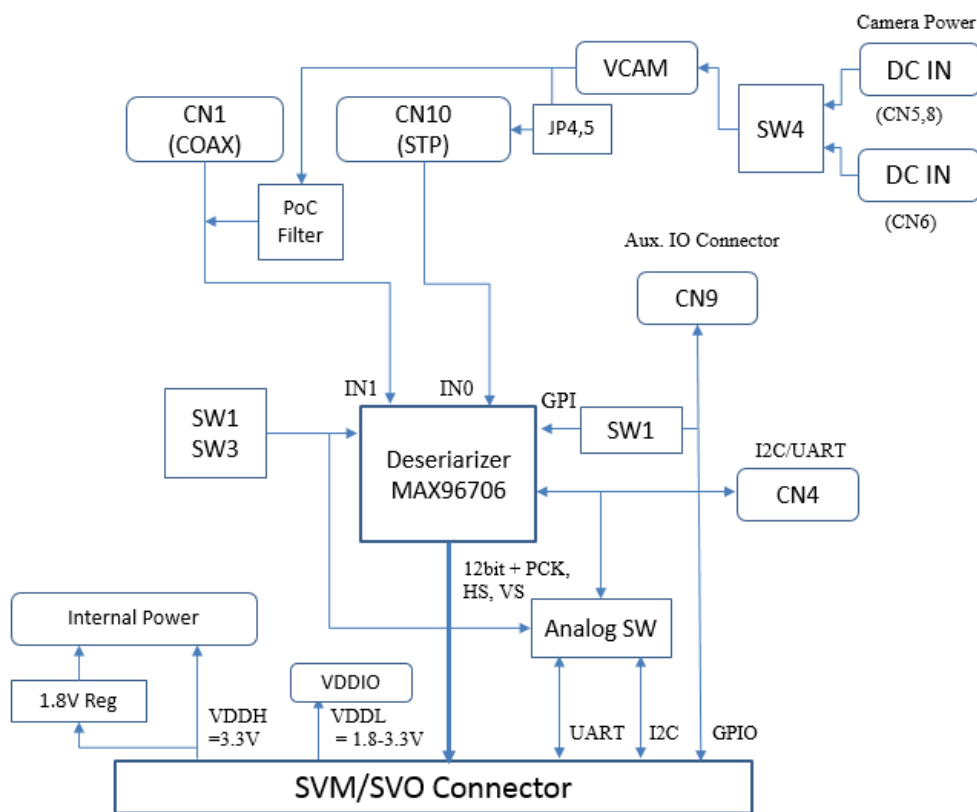 Camera Power
DC IN
(CN5,8)
VCAM
SW4
CN1
(COAX)
CN10
(STP)
JP4,5
DC IN
(CN6)
PoC
Filter
Aux. IO Connector
CN9
IN1
IN0
GPI
SW1
SW3
Deseriarizer
MAX96706
SW1
I2C/UART
CN4
12bit + PCK,
HS, VS
Internal Power
Analog SW
1.8V Reg
VDDIO
VDDH
=3.3V
VDDL
= 1.8-3.3V
UART
I2C
GPIO
SVM/SVO Connector